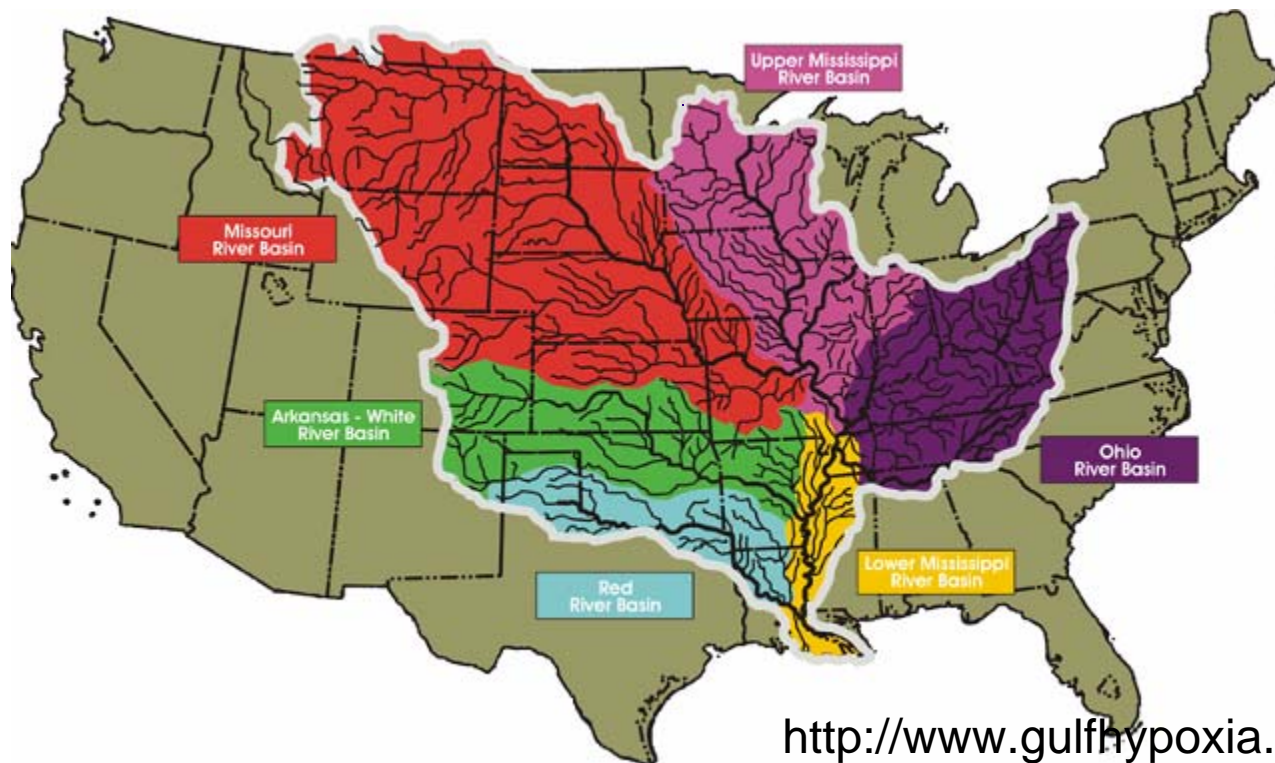 Upper Mississippi
River Basin
Missouri
River Basin
Arkansas - White
River Basin
Ohio
River Basin
Lower Mississippi
River Basin
Red
River Basin
http://www.gulfhypoxia.